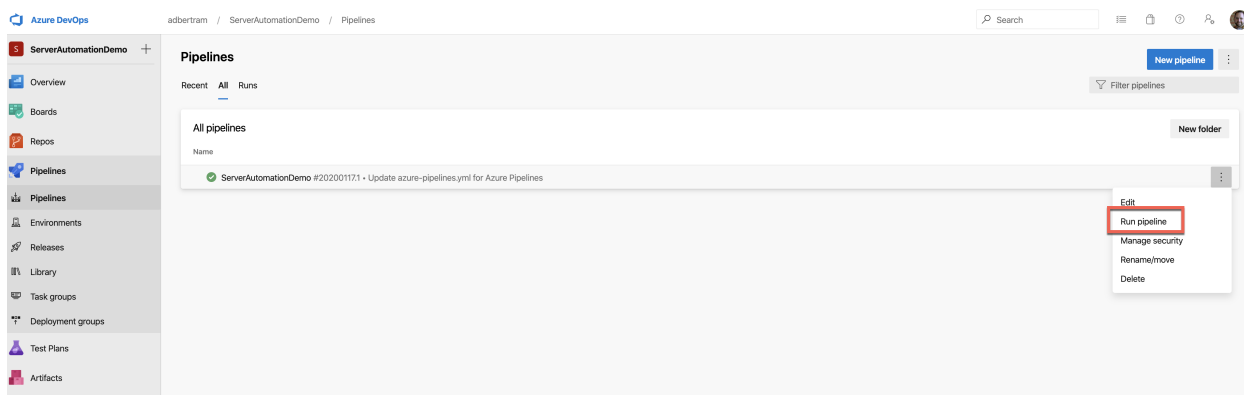 Azure DevOps
adbertram / ServerAutomationDemo / Pipelines
Search
S ServerAutomationDemo
Overview
Boards
Repos
Pipelines
Pipelines
Environments
Releases
Library
Task groups
Deployment groups
Test Plans
Artifacts
Pipelines
New pipeline
Recent All Runs
Filter pipelines
All pipelines
New folder
Name
ServerAutomationDemo #20200117.1 • Update azure-pipelines.yml for Azure Pipelines
Edit
Run pipeline
Manage security
Rename/move
Delete